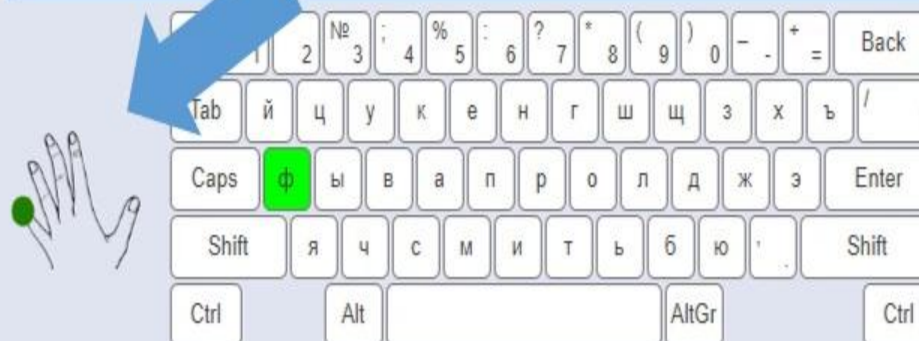 1 2 № 3 ; 4 % 5 : 6 ? 7 * 8 ( 9 ) 0 _ - + = Back
Tab й ц у к е н г ш щ з х ъ /
Caps ф ы в а п р о л д ж э Enter
Shift я ч с м и т ь б ю , . Shift
Ctrl Alt AltGr Ctrl